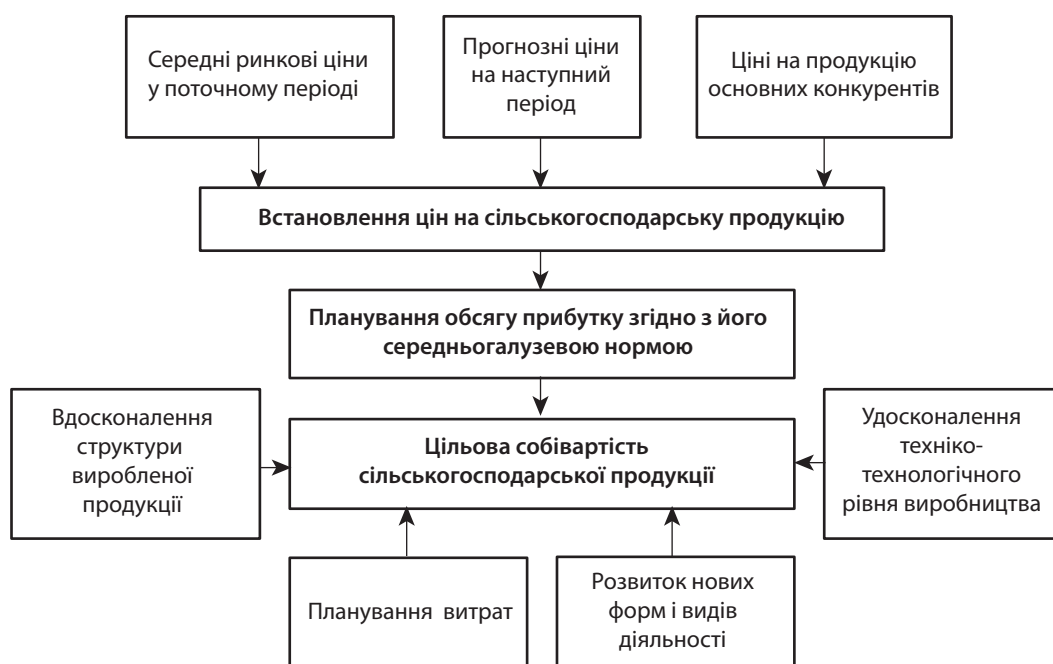 Середні ринкові ціни
у поточному періоді
Прогнозні ціни
на наступний
період
Ціні на продукцію
основних конкурентів
Встановлення цін на сільськогосподарську продукцію
Планування обсягу прибутку згідно з його
середньогалузевою нормою
Вдосконалення
структури
виробленої
продукції
Цільова собівартість
сільськогосподарської продукції
Удосконалення
техніко-
технологічного
рівня виробництва
Планування витрат
Розвиток нових
форм і видів
діяльності